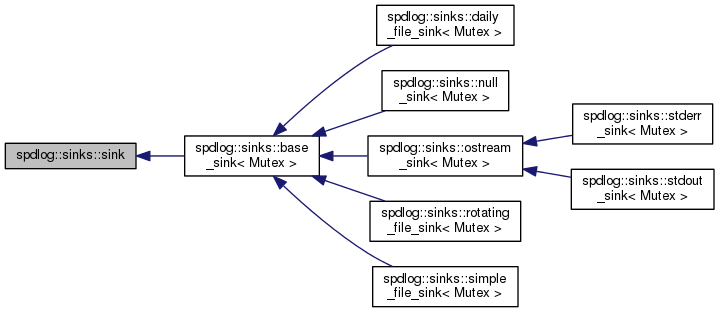 spdlog::sinks::daily
_file_sink< Mutex >
spdlog::sinks::null
_sink< Mutex >
spdlog::sinks::stderr
_sink< Mutex >
spdlog::sinks::sink
spdlog::sinks::base
_sink< Mutex >
spdlog::sinks::ostream
_sink< Mutex >
spdlog::sinks::stdout
_sink< Mutex >
spdlog::sinks::rotating
_file_sink< Mutex >
spdlog::sinks::simple
_file_sink< Mutex >